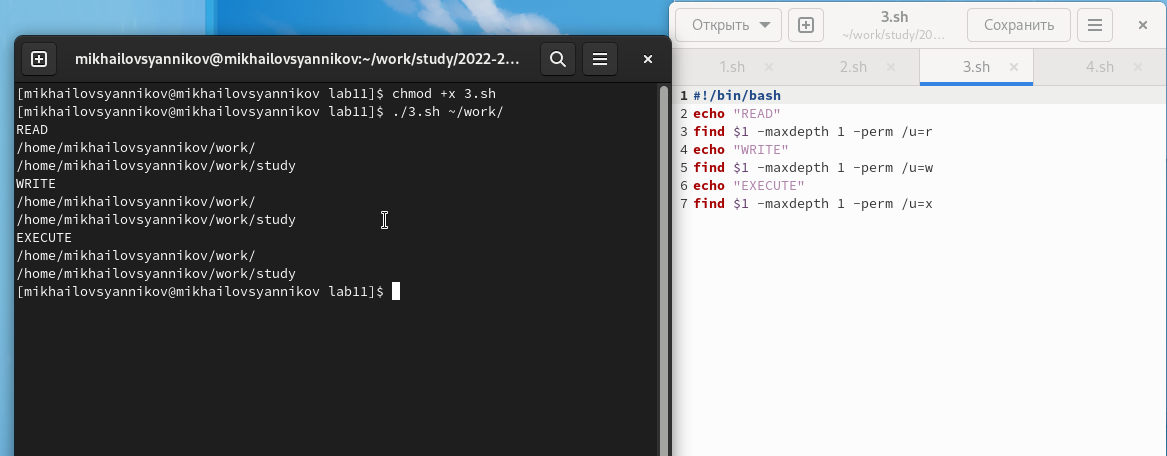 mikhailovsyannikov@mikhailovsyannikov:~/work/study/2022-2...
[mikhailovsyannikov@mikhailovsyannikov lab11]$ chmod +x 3.sh
[mikhailovsyannikov@mikhailovsyannikov lab11]$ ./3.sh ~/work/
READ
/home/mikhailovsyannikov/work/
/home/mikhailovsyannikov/work/study
WRITE
/home/mikhailovsyannikov/work/
/home/mikhailovsyannikov/work/study
EXECUTE
/home/mikhailovsyannikov/work/
/home/mikhailovsyannikov/work/study
[mikhailovsyannikov@mikhailovsyannikov lab11]$
Открыть
3.sh
~/work/study/20...
Сохранить
1.sh 2.sh 3.sh 4.sh
1 #!/bin/bash
2 echo "READ"
3 find $1 -maxdepth 1 -perm /u=r
4 echo "WRITE"
5 find $1 -maxdepth 1 -perm /u=w
6 echo "EXECUTE"
7 find $1 -maxdepth 1 -perm /u=x